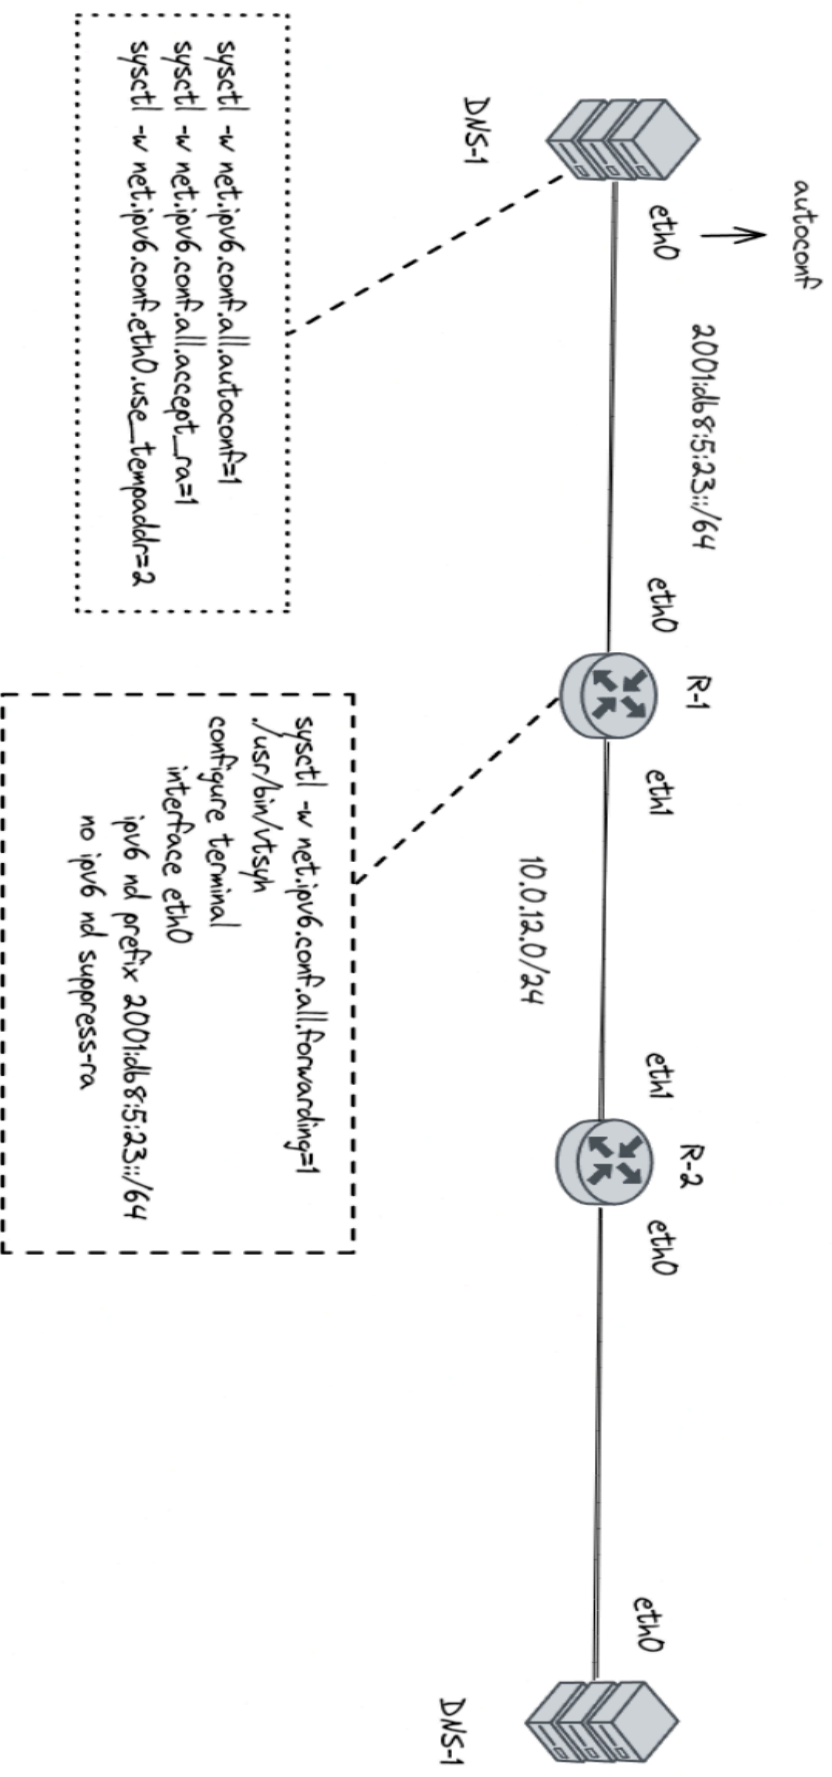 autoconf
eth0
2001:db8:5:23::/64
eth0
R-1
eth1
eth1
R-2
eth0
eth0
DNS-1
10.0.12.0/24
DNS-1
sysctl -w net.ipv6.conf.all.autoconf=1
sysctl -w net.ipv6.conf.all.accept_ra=1
sysctl -w net.ipv6.conf.eth0.use_tempaddr=2
sysctl -w net.ipv6.conf.all.forwarding=1
./usr/bin/vtsyh
configure terminal
interface eth0
ipv6 nd prefix 2001:db8:5:23::/64
no ipv6 nd suppress-ra